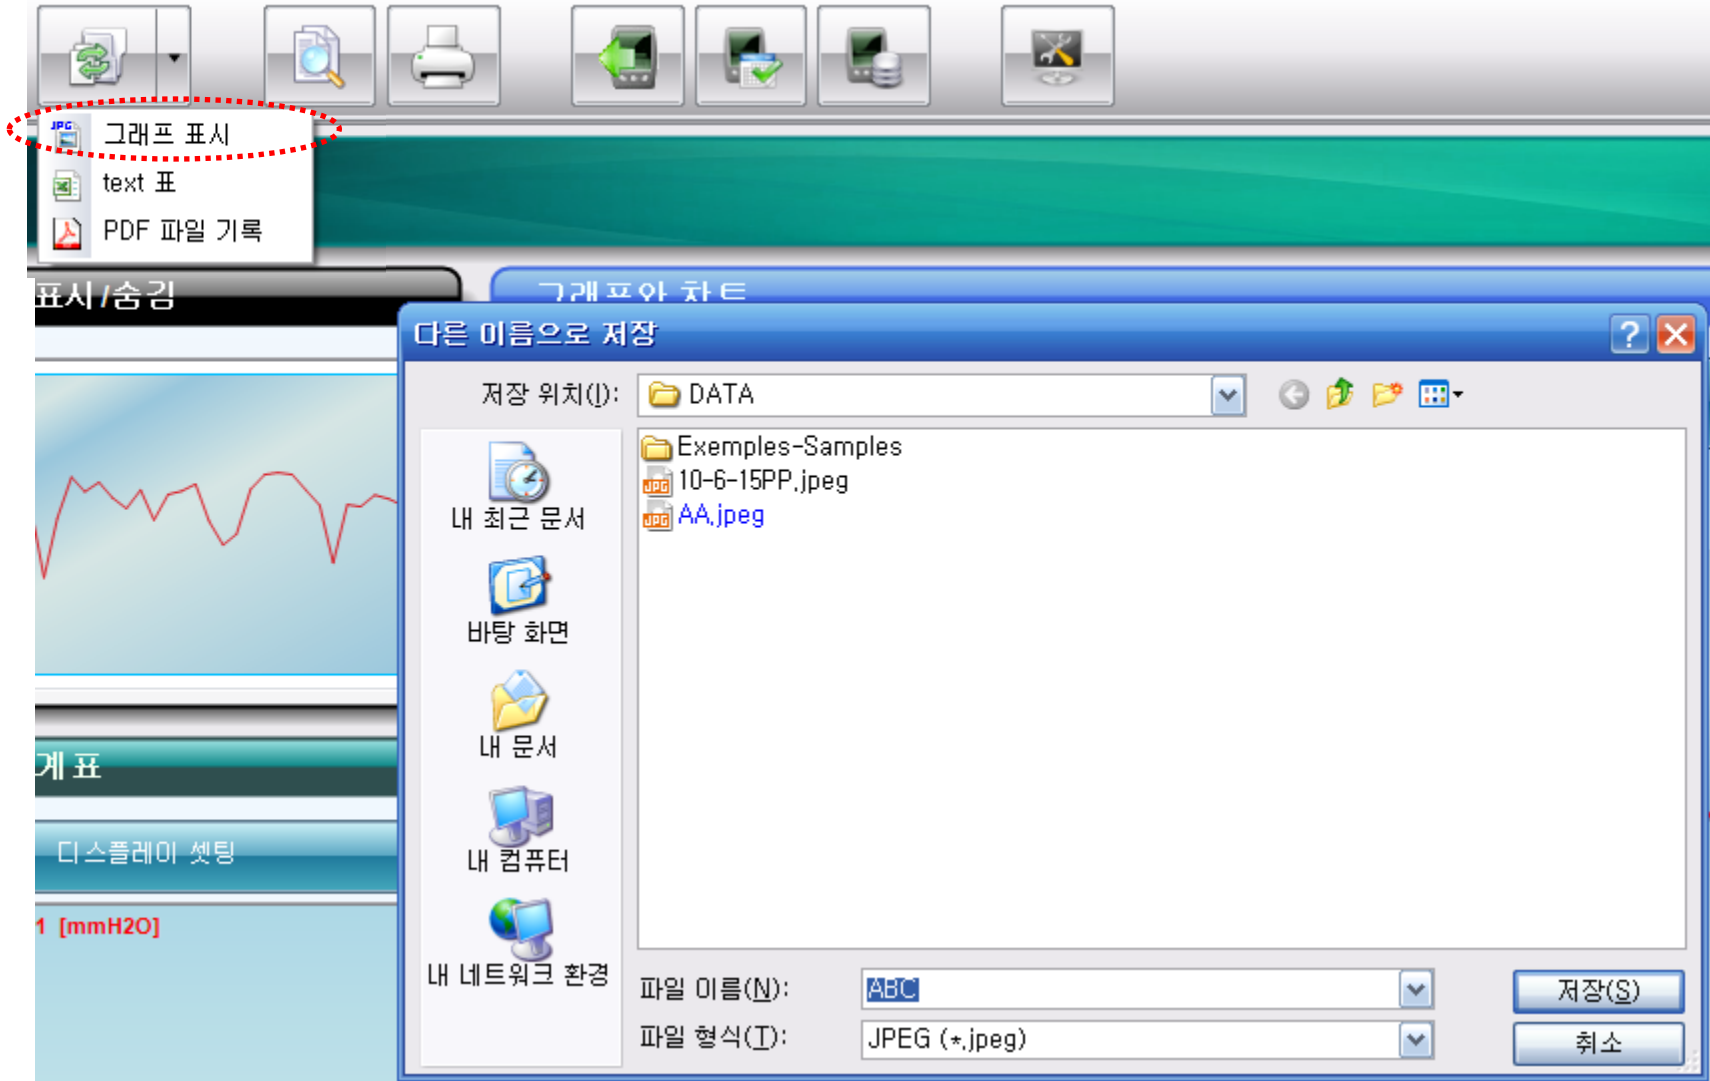 JPG
그래프 표시
text 표
PDF 파일 기록
표시/숨김
그래프와 차트
다른 이름으로 저장
저장 위치(I):
DATA
Exemples-Samples
10-6-15PP.jpeg
AA.jpeg
내 최근 문서
바탕 화면
내 문서
내 컴퓨터
내 네트워크 환경
계표
디스플레이 셋팅
1 [mmH2O]
파일 이름(N):
ABC
저장(S)
파일 형식(T):
JPEG (*.jpeg)
취소